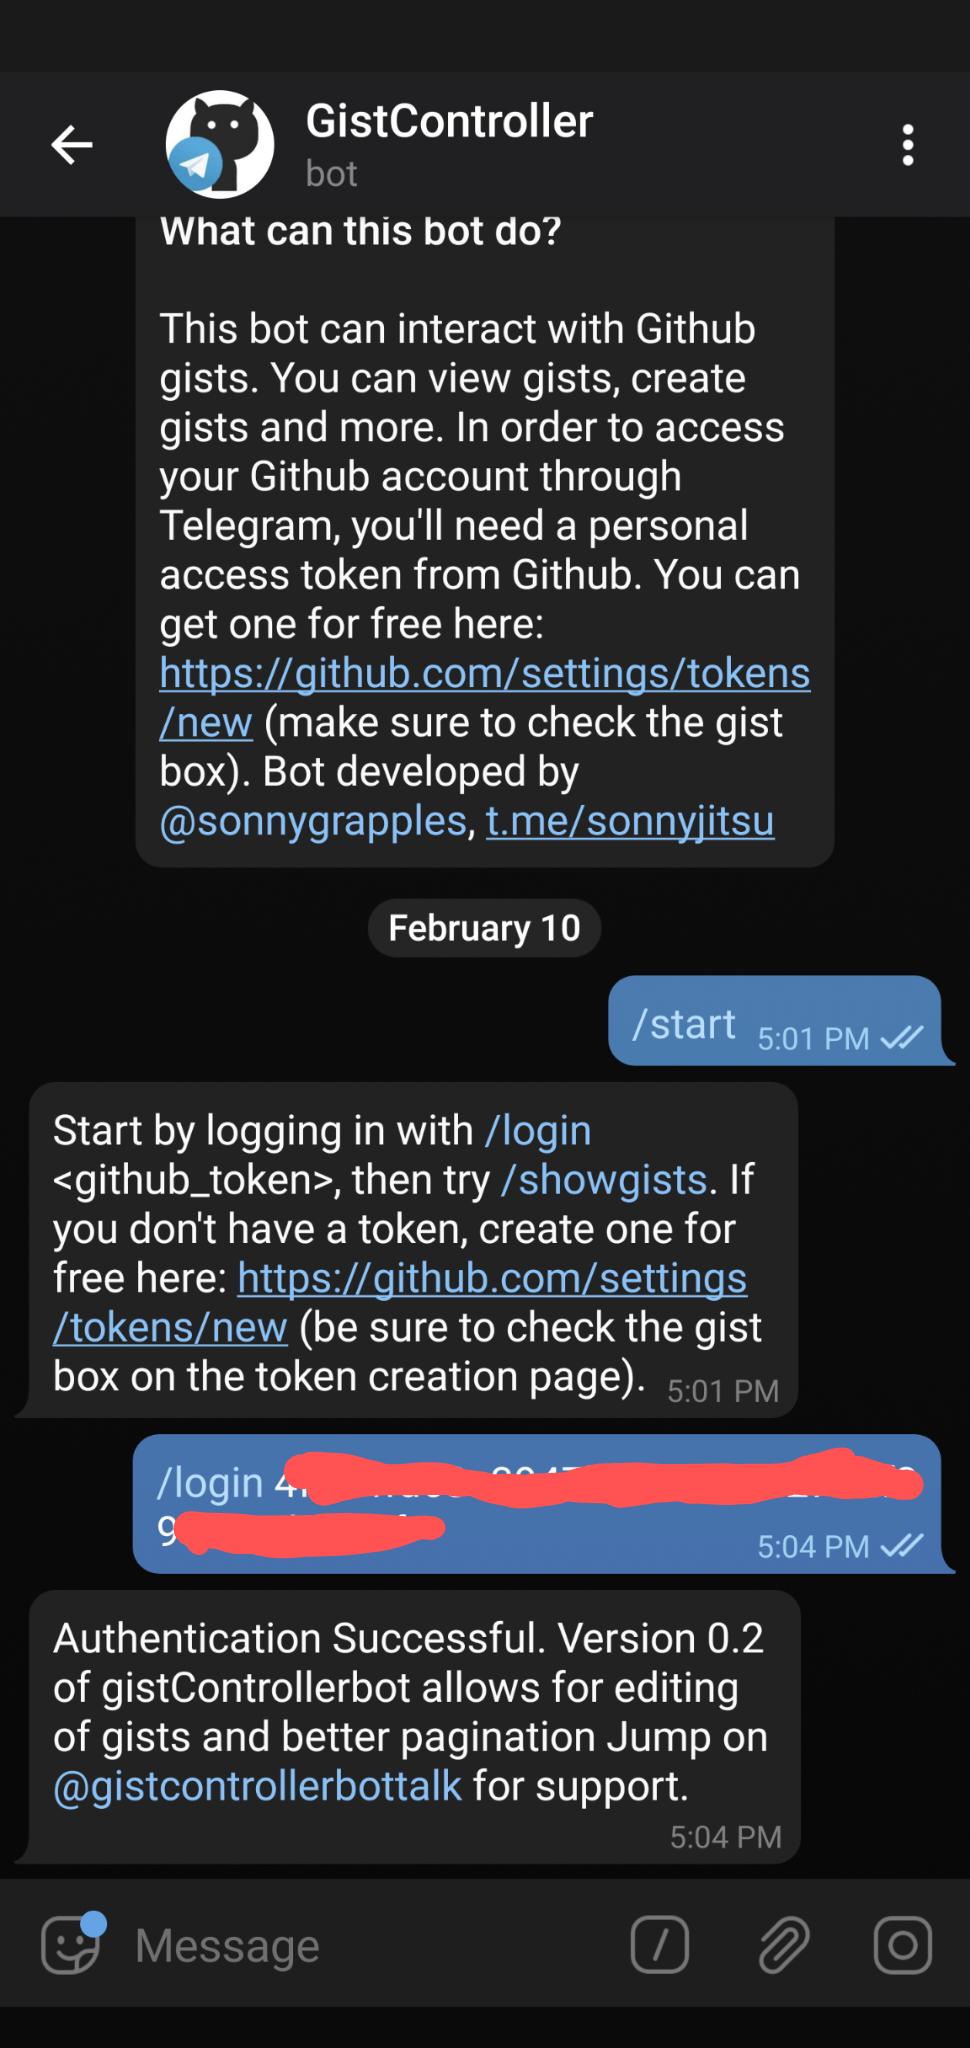 GistController
bot
What can this bot do?
This bot can interact with Github
gists. You can view gists, create
gists and more. In order to access
your Github account through
Telegram, you'll need a personal
access token from Github. You can
get one for free here:
https://github.com/settings/tokens
/new (make sure to check the gist
box). Bot developed by
@sonnygrapples, t.me/sonnyjitsu
February 10
/start 5:01 PM
Start by logging in with /login
<github_token>, then try /showgists. If
you don't have a token, create one for
free here: https://github.com/settings
/tokens/new (be sure to check the gist
box on the token creation page). 5:01 PM
/login
5:04 PM
Authentication Successful. Version 0.2
of gistControllerbot allows for editing
of gists and better pagination Jump on
@gistcontrollerbottalk for support.
5:04 PM
Message